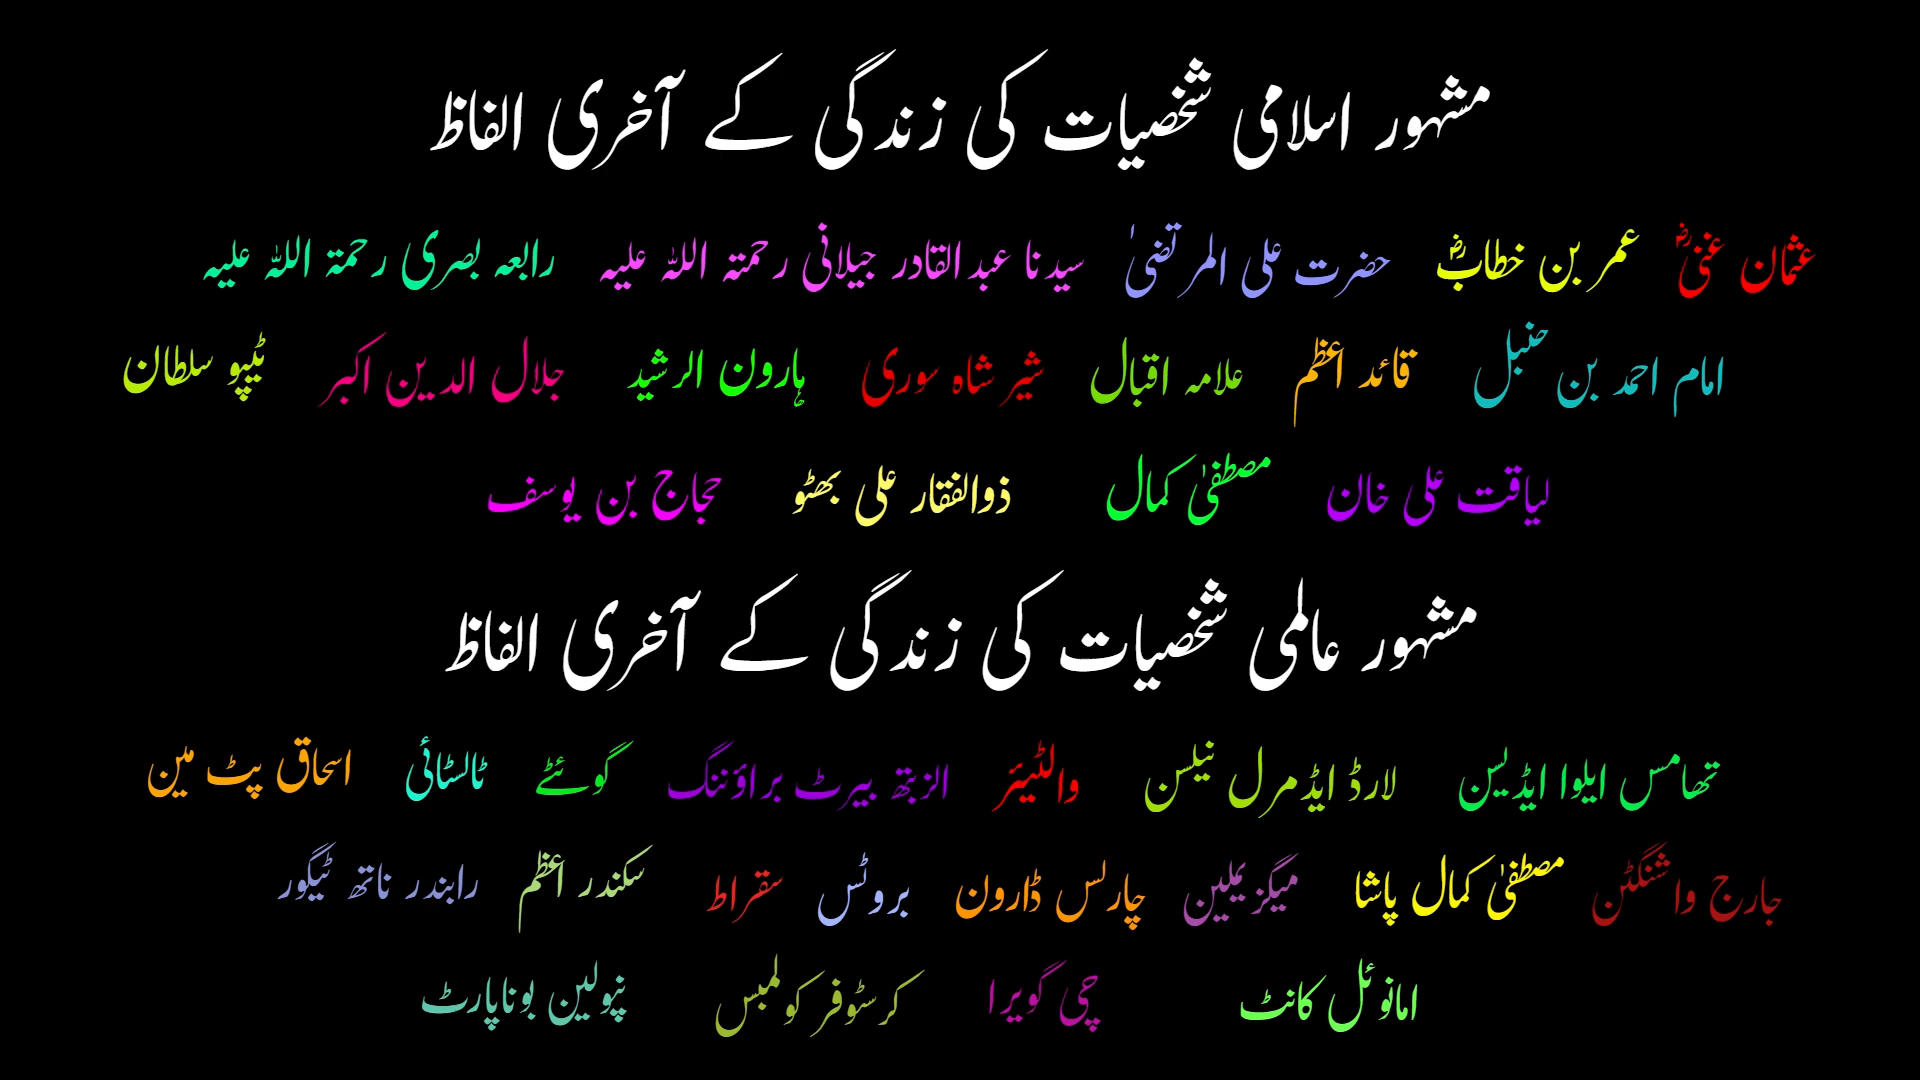 مشہور اسلامی شخصیات کی زندگی کے آخری الفاظ
عثمان غنیؓ عمر بن خطابؓ حضرت علی المرتضیٰ سیدنا عبدالقادر جیلانی رحمتہ اللہ علیہ رابعہ بصری رحمۃ اللہ علیہ
امام احمد بن حنبل قائد اعظم علامہ اقبال شیر شاہ سوری ہارون الرشید جلال الدین اکبر ٹیپو سلطان
لیاقت علی خان مصطفیٰ کمال ذوالفقار علی بھٹو حجاج بن یوسف
مشہور عالمی شخصیات کی زندگی کے آخری الفاظ
تھامس ایلوا ایڈیسن لارڈ ایڈمرل نیلسن والٹیئر الزبتھ بیرٹ براؤننگ گوئٹے ٹالسٹائی اسحاق پٹ مین
جارج واشنگٹن مصطفیٰ کمال پاشا میگزیملین چارلس ڈارون بروٹس سقراط سکندر اعظم رابندر ناتھ ٹیگور
امانوئل کانٹ چی گویرا کرسٹوفر کولمبس نپولین بوناپارٹ